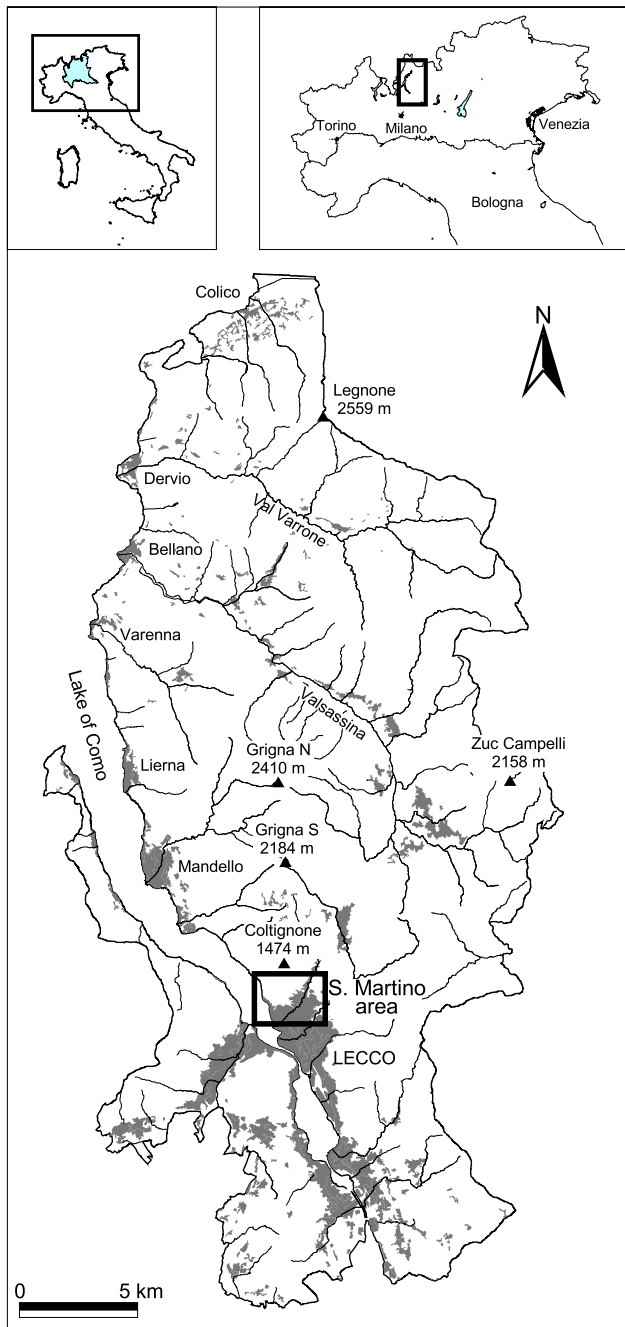 Torino
Milano
Venezia
Bologna
Colico
N
Legnone
2559 m
Dervio
Val Varrone
Bellano
Varenna
Lake of Como
Valsassina
Grigna N
2410 m
Zuc Campelli
2158 m
Lierna
Grigna S
2184 m
Mandello
Coltignone
1474 m
S. Martino
area
LECCO
0 5 km